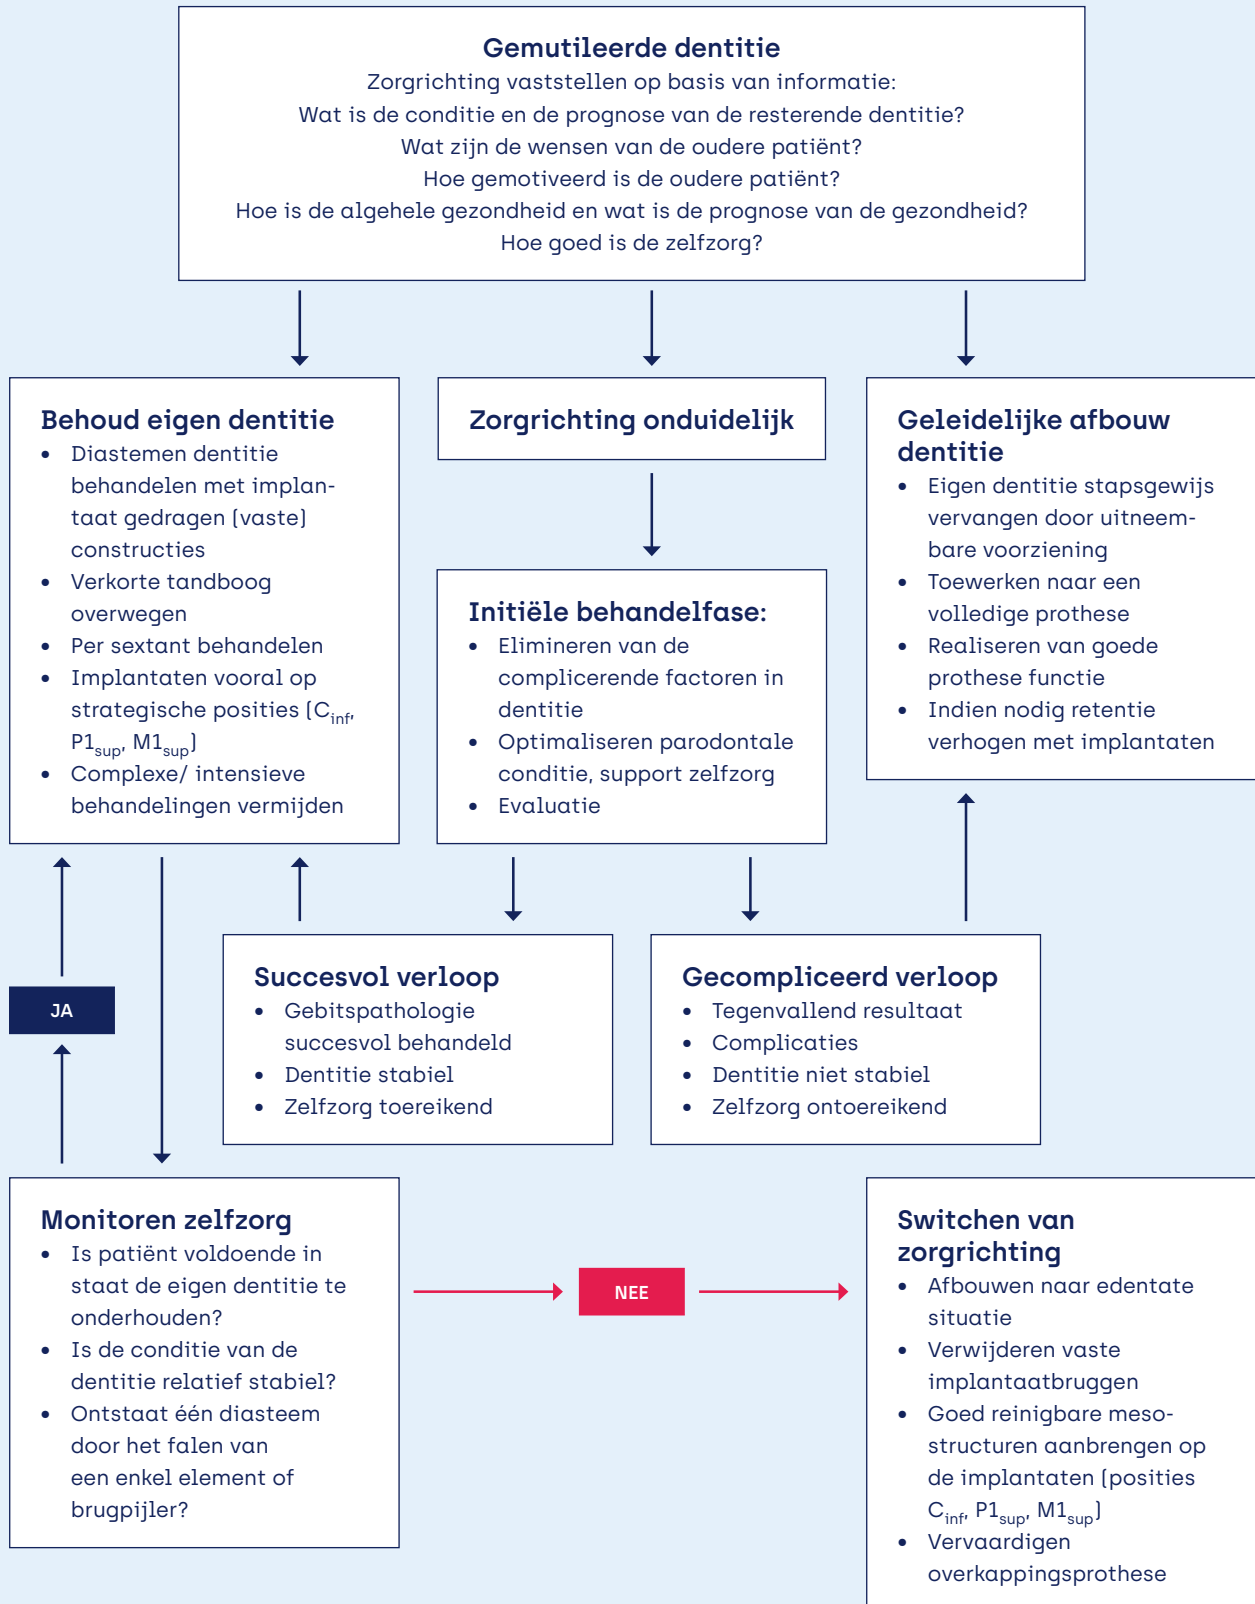 Gemutileerde dentitie
Zorgrichting vaststellen op basis van informatie:
Wat is de conditie en de prognose van de resterende dentitie?
Wat zijn de wensen van de oudere patiënt?
Hoe gemotiveerd is de oudere patiënt?
Hoe is de algehele gezondheid en wat is de prognose van de gezondheid?
Hoe goed is de zelfzorg?
Behoud eigen dentitie
• Diastemen dentitie
behandelen met implan-
taat gedragen (vaste)
constructies
• Verkorte tandboog
overwegen
• Per sextant behandelen
• Implantaten vooral op
strategische posities (C_inf,
P1_sup, M1_sup)
• Complexe/ intensieve
behandelingen vermijden
Zorgrichting onduidelijk
Geleidelijke afbouw
dentitie
• Eigen dentitie stapsgewijs
vervangen door uitneem-
bare voorziening
• Toewerken naar een
volledige prothese
• Realiseren van goede
prothese functie
• Indien nodig retentie
verhogen met implantaten
Initiële behandelfase:
• Elimineren van de
complicerende factoren in
dentitie
• Optimaliseren parodontale
conditie, support zelfzorg
• Evaluatie
Succesvol verloop
• Gebitspathologie
succesvol behandeld
• Dentitie stabiel
• Zelfzorg toereikend
Gecompliceerd verloop
• Tegenvallend resultaat
• Complicaties
• Dentitie niet stabiel
• Zelfzorg ontoereikend
JA
Monitoren zelfzorg
• Is patiënt voldoende in
staat de eigen dentitie te
onderhouden?
• Is de conditie van de
dentitie relatief stabiel?
• Ontstaat één diasteem
door het falen van
een enkel element of
brugpijler?
NEE
Switchen van
zorgrichting
• Afbouwen naar edentate
situatie
• Verwijderen vaste
implantaatbruggen
• Goed reinigbare meso-
structuren aanbrengen op
de implantaten (posities
C_inf, P1_sup, M1_sup)
• Vervaardigen
overkappingsprothese